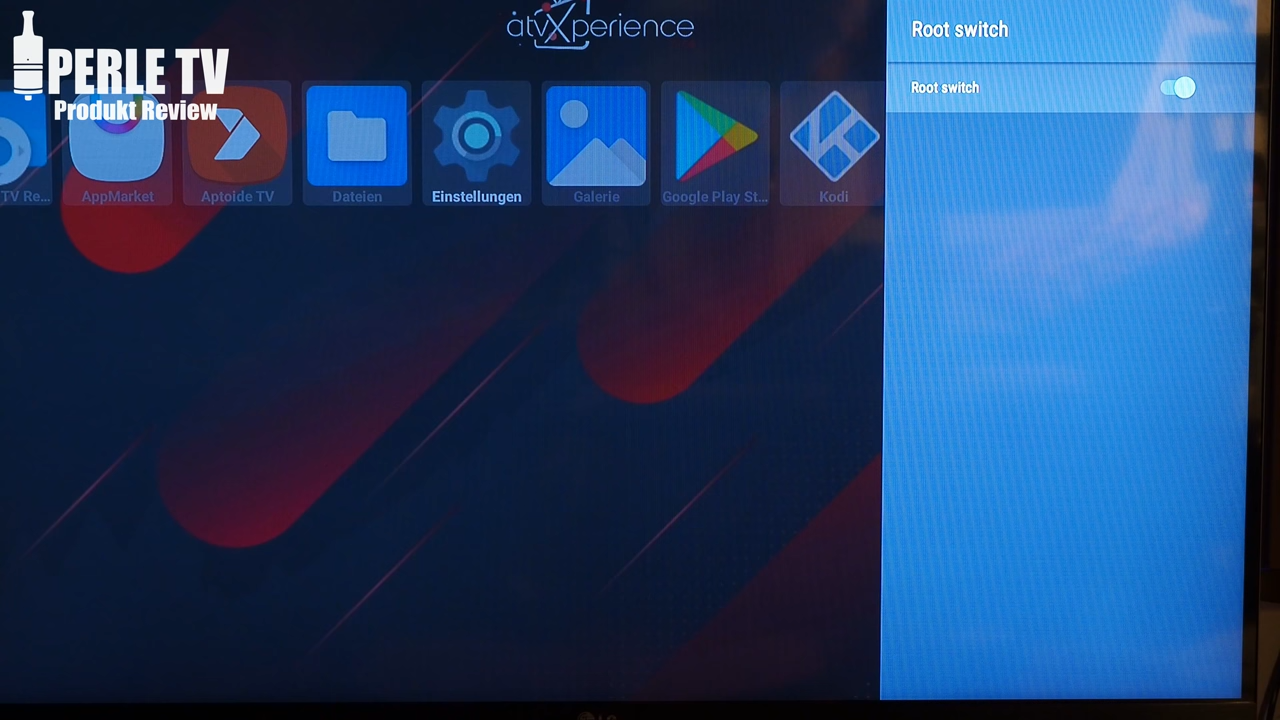 PERLE TV
Produkt Review
atvXperience
Root switch
Root switch
TV Re...
AppMarket
Aptoide TV
Dateien
Einstellungen
Galerie
Google Play St...
Kodi
LG